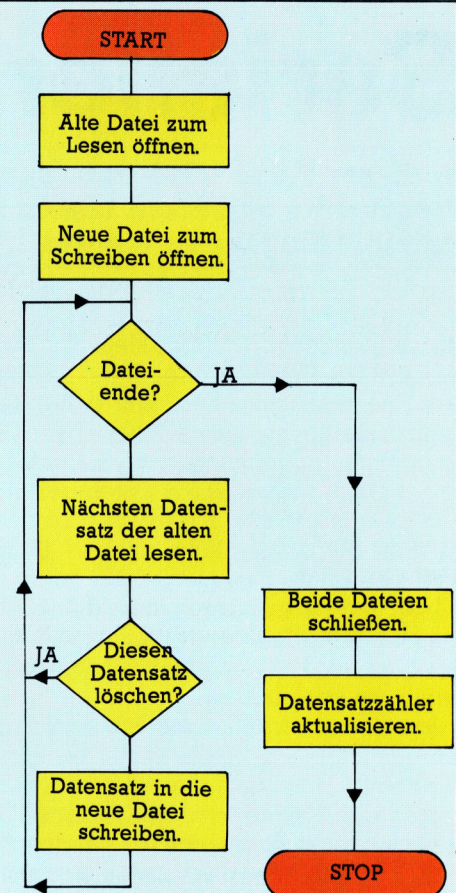 START
Alte Datei zum
Lesen öffnen.
Neue Datei zum
Schreiben öffnen.
Datei-
ende?
JA
Nächsten Daten-
satz der alten
Datei lesen.
Diesen
Datensatz
löschen?
JA
Datensatz in die
neue Datei
schreiben.
Beide Dateien
schließen.
Datensatzzähler
aktualisieren.
STOP